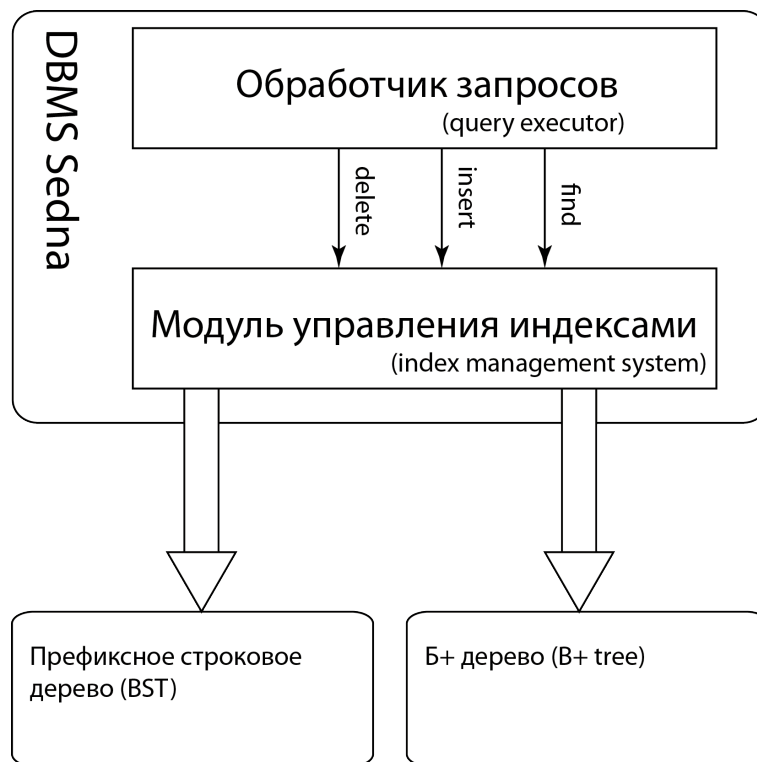 DBMS Sedna
Обработчик запросов
(query executor)
delete
insert
find
Модуль управления индексами
(index management system)
Префиксное строковое
дерево (BST)
Б+ дерево (B+ tree)